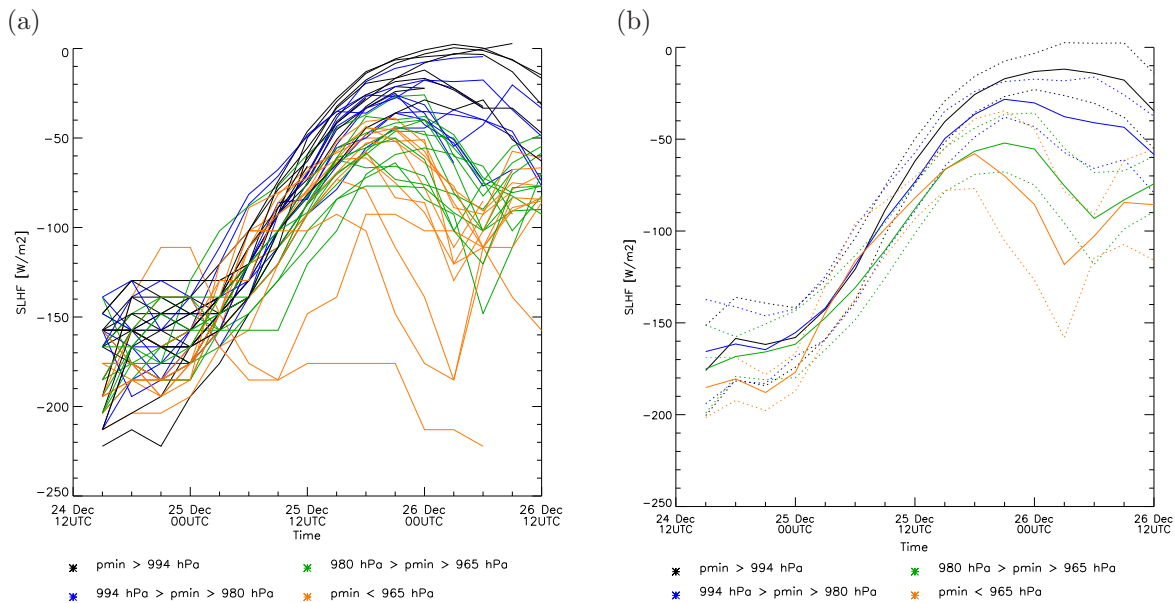 (a)
(b)
0
−50
−100
−150
−200
−250
SLHF [W/m2]
24 Dec
12UTC
25 Dec
00UTC
25 Dec
12UTC
26 Dec
00UTC
26 Dec
12UTC
Time
pmin > 994 hPa
980 hPa > pmin > 965 hPa
994 hPa > pmin > 980 hPa
pmin < 965 hPa
0
−50
−100
−150
−200
−250
SLHF [W/m2]
24 Dec
12UTC
25 Dec
00UTC
25 Dec
12UTC
26 Dec
00UTC
26 Dec
12UTC
Time
pmin > 994 hPa
980 hPa > pmin > 965 hPa
994 hPa > pmin > 980 hPa
pmin < 965 hPa